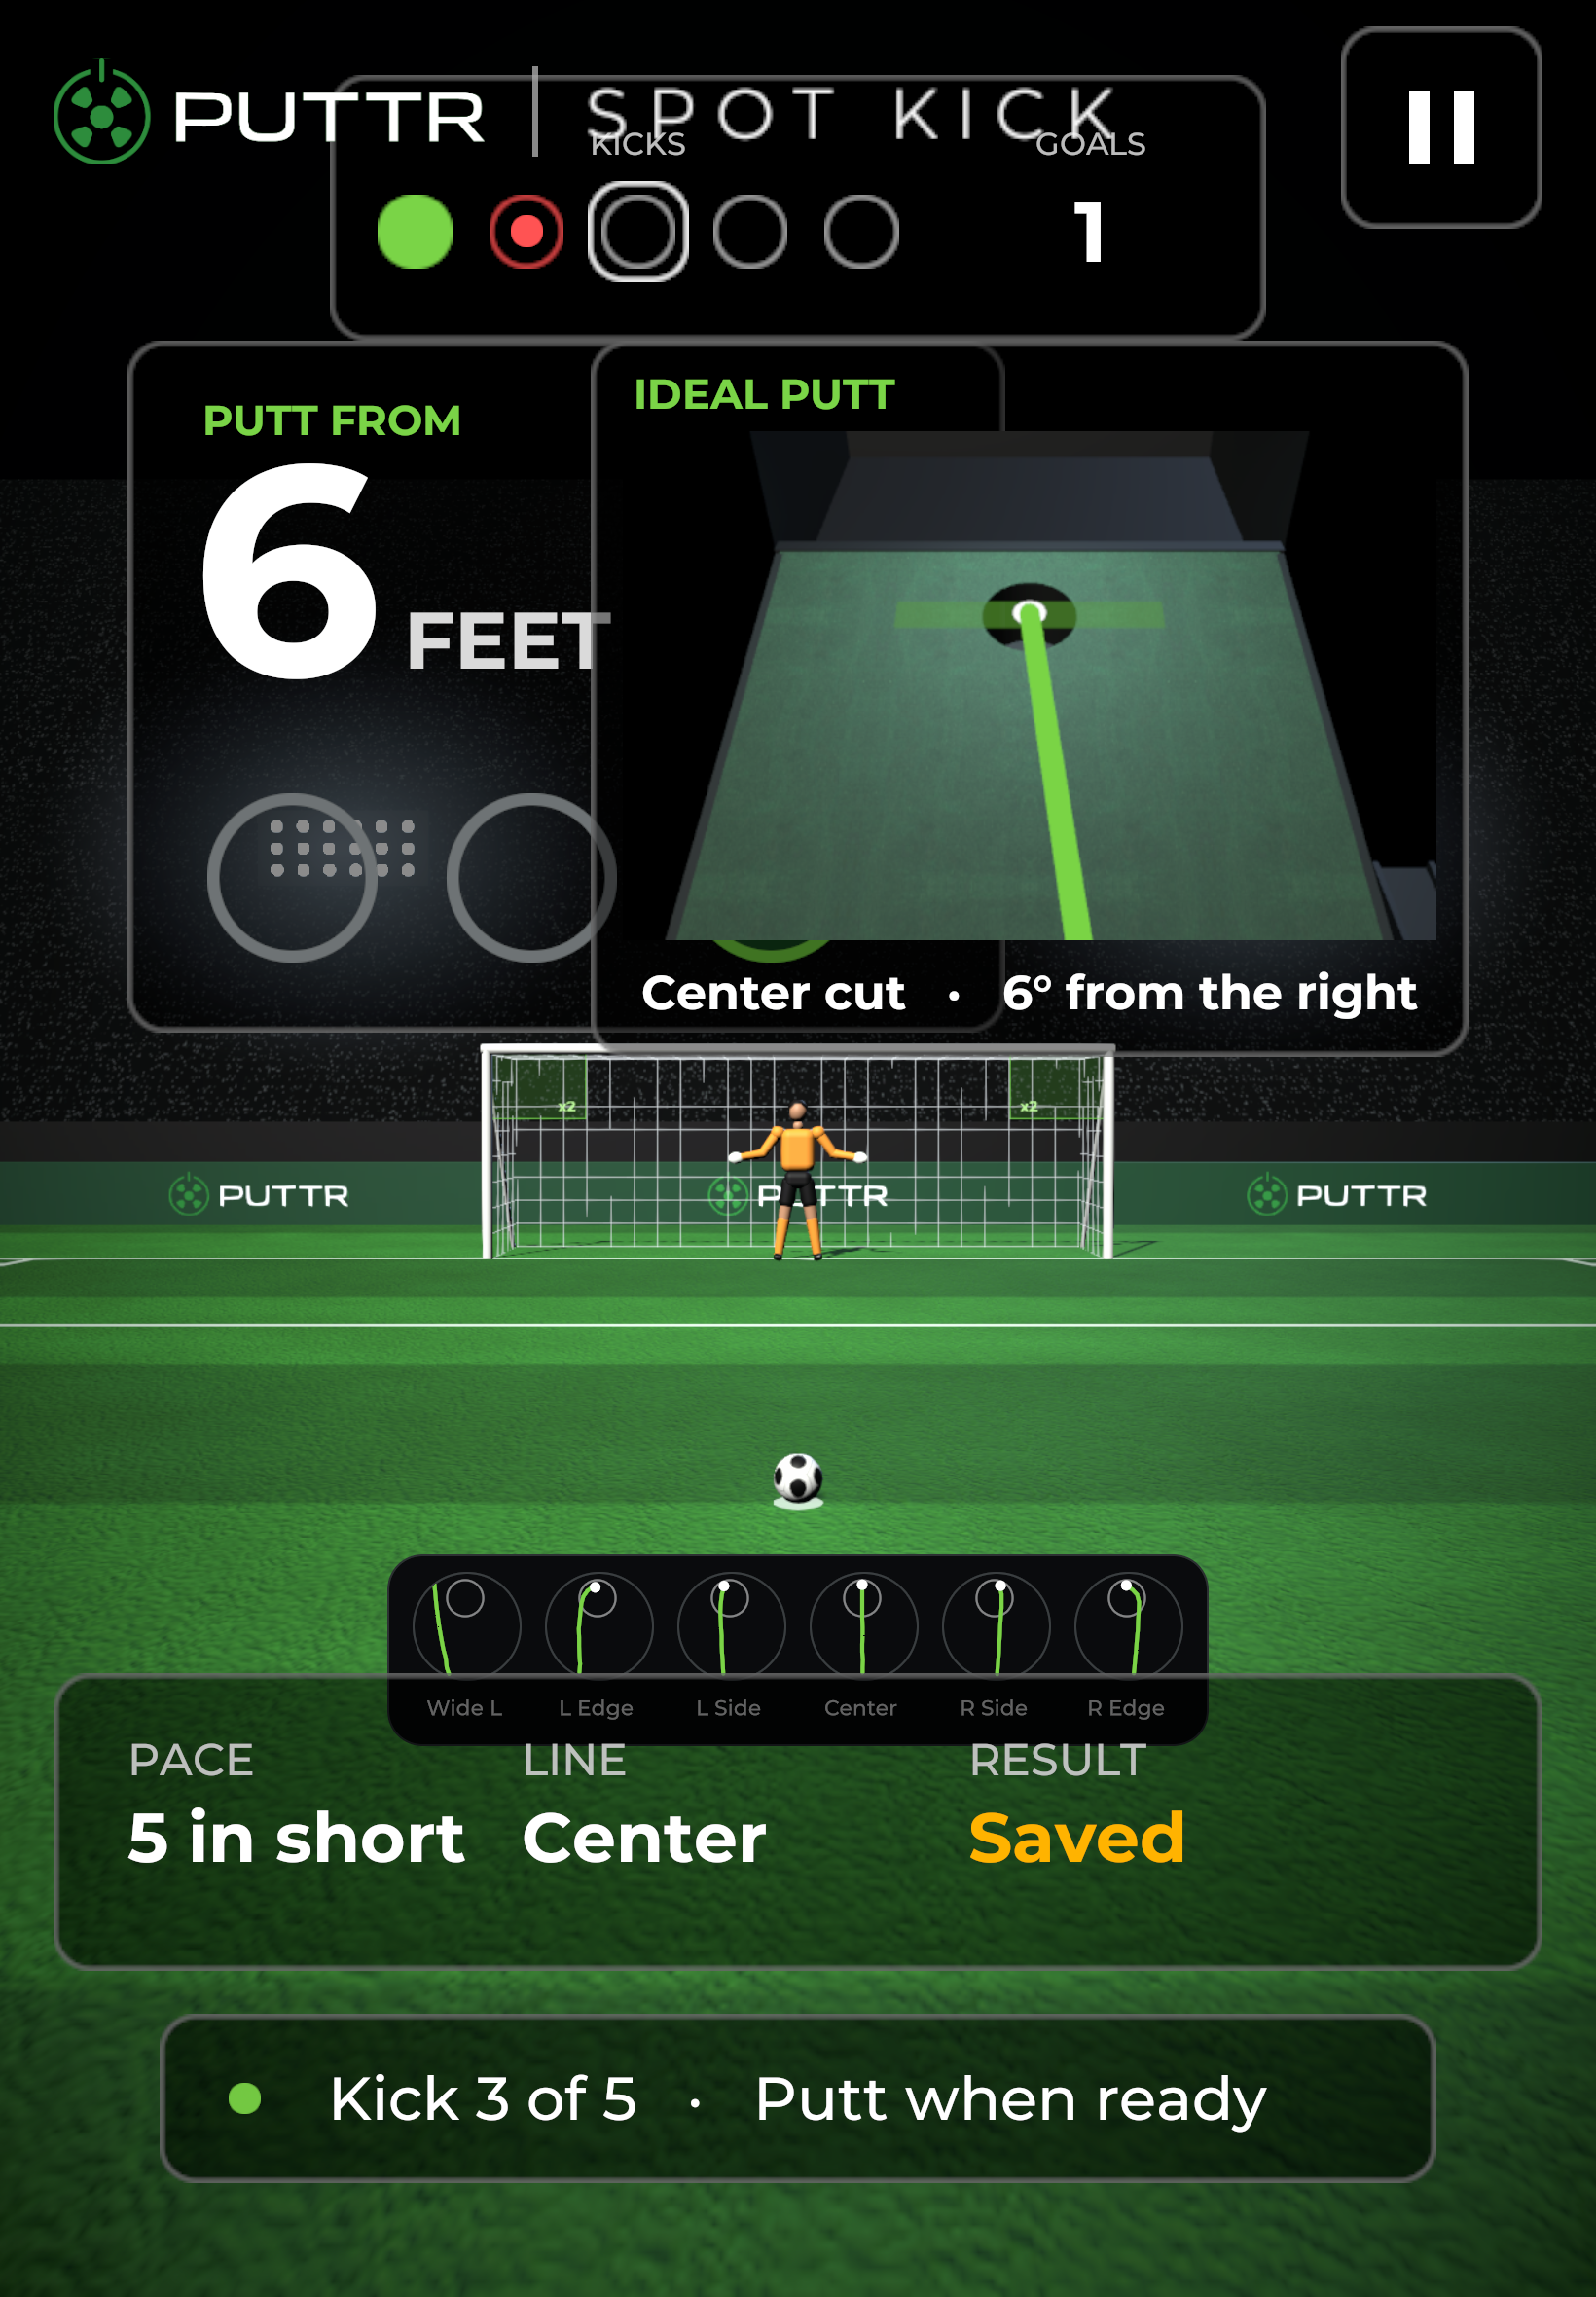 PUTTR | SPOT KICK
KICKS
GOALS
1
PUTT FROM
6 FEET
IDEAL PUTT
Center cut · 6° from the right
x2
x2
PUTTR
PUTTR
PUTTR
Wide L
L Edge
L Side
Center
R Side
R Edge
PACE
LINE
RESULT
5 in short
Center
Saved
Kick 3 of 5 · Putt when ready